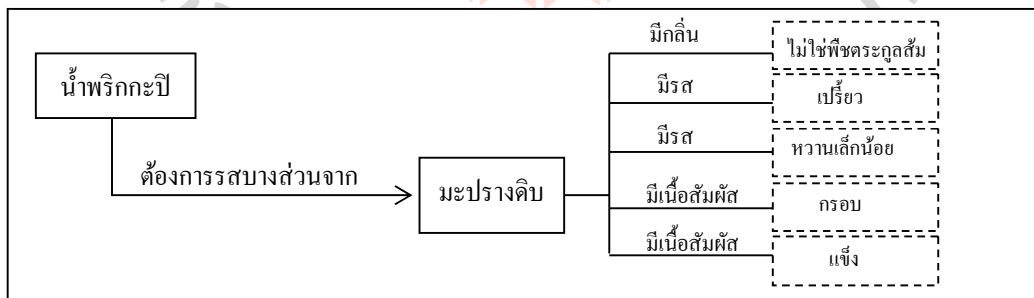 น้ำพริกกะปิ
ต้องการรสบางส่วนจาก
มะปรางดิบ
มีกลิ่น
ไม่ใช่พืชตระกูลส้ม
มีรส
เปรี้ยว
มีรส
หวานเล็กน้อย
มีเนื้อสัมผัส
กรอบ
มีเนื้อสัมผัส
แข็ง